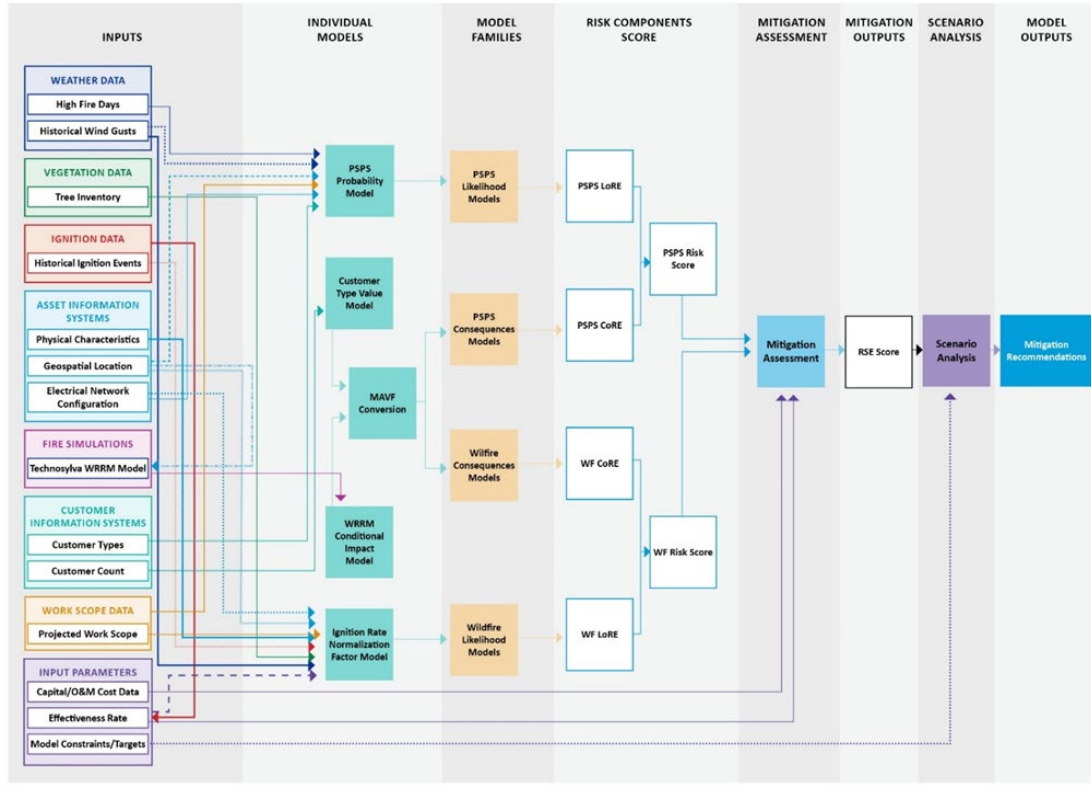 INPUTS
INDIVIDUAL
MODELS
MODEL
FAMILIES
RISK COMPONENTS
SCORE
MITIGATION
ASSESSMENT
MITIGATION
OUTPUTS
SCENARIO
ANALYSIS
MODEL
OUTPUTS
WEATHER DATA
High Fire Days
Historical Wind Gusts
VEGETATION DATA
Tree Inventory
IGNITION DATA
Historical Ignition Events
ASSET INFORMATION
SYSTEMS
Physical Characteristics
Geospatial Location
Electrical Network
Configuration
FIRE SIMULATIONS
Technosylva WRRM Model
CUSTOMER
INFORMATION SYSTEMS
Customer Types
Customer Count
WORK SCOPE DATA
Projected Work Scope
INPUT PARAMETERS
Capital/O&M Cost Data
Effectiveness Rate
Model Constraints/Targets
PSPS
Probability
Model
Customer
Type Value
Model
MAVF
Conversion
WRRM
Conditional
Impact
Model
Ignition Rate
Normalization
Factor Model
PSPS
Likelihood
Models
PSPS
Consequences
Models
Wilfire
Consequences
Models
Wildfire
Likelihood
Models
PSPS LoRE
PSPS CoRE
WF CoRE
WF LoRE
PSPS Risk
Score
WF Risk Score
Mitigation
Assessment
RSE Score
Scenario
Analysis
Mitigation
Recommendations